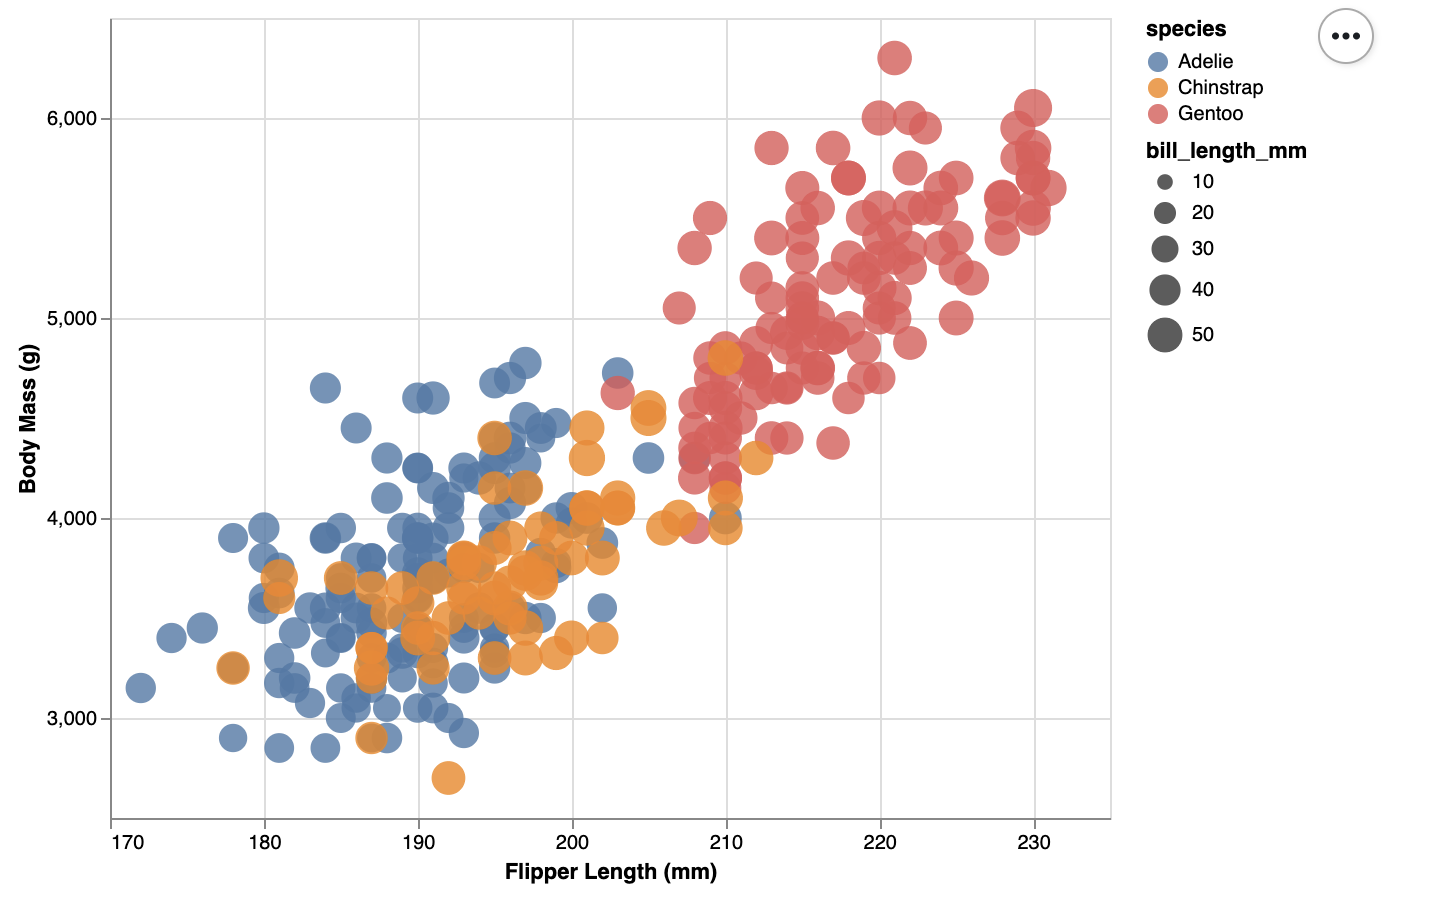 species
Adelie
Chinstrap
Gentoo
bill_length_mm
10
20
30
40
50
6,000
5,000
4,000
3,000
Body Mass (g)
170 180 190 200 210 220 230
Flipper Length (mm)